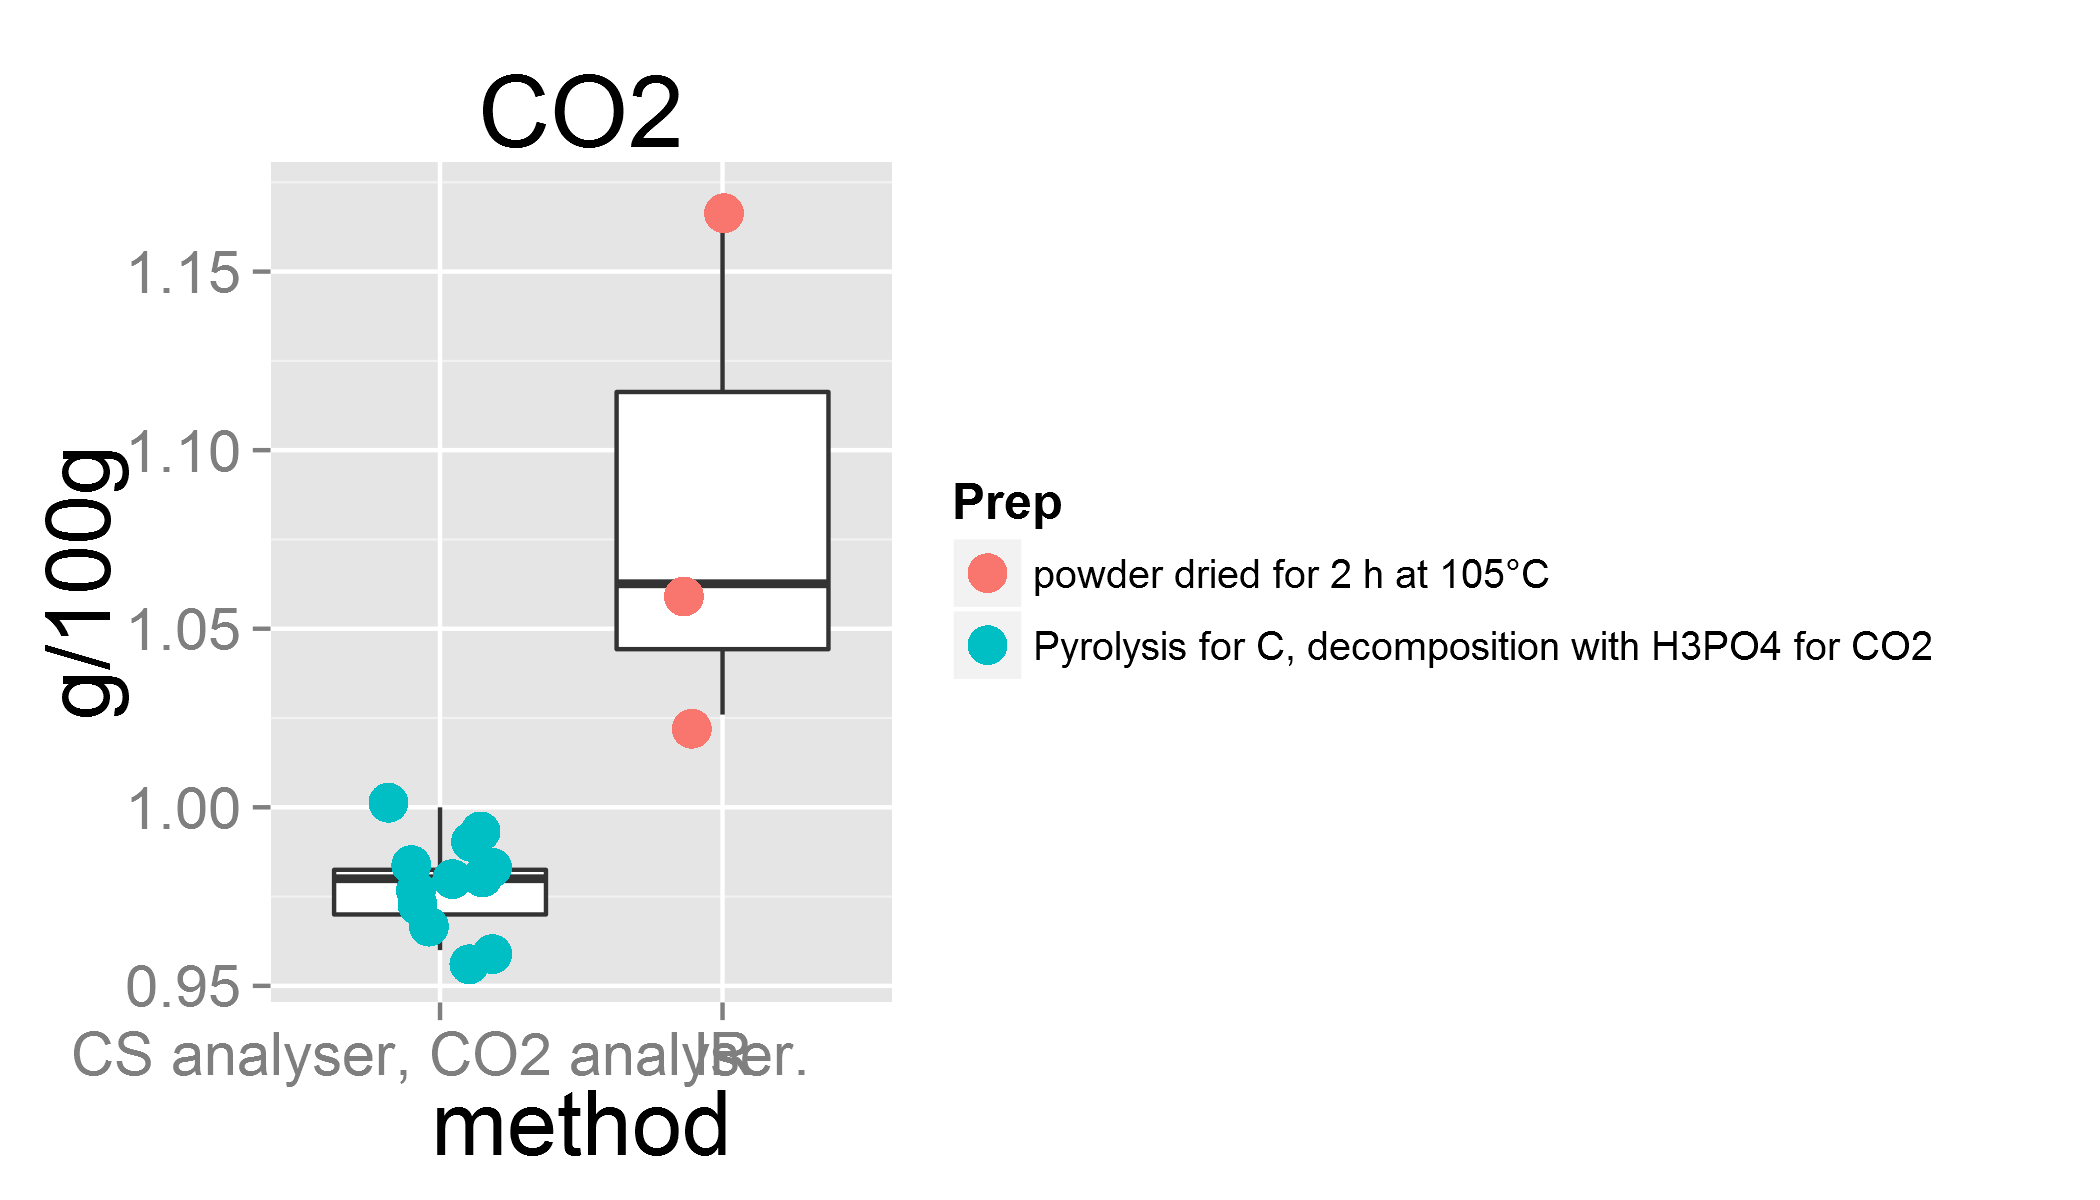 CO2
1.15
1.10
1.05
1.00
0.95
g/100g
CS analyser, CO2 analyser.
IR
method
Prep
powder dried for 2 h at 105°C
Pyrolysis for C, decomposition with H3PO4 for CO2